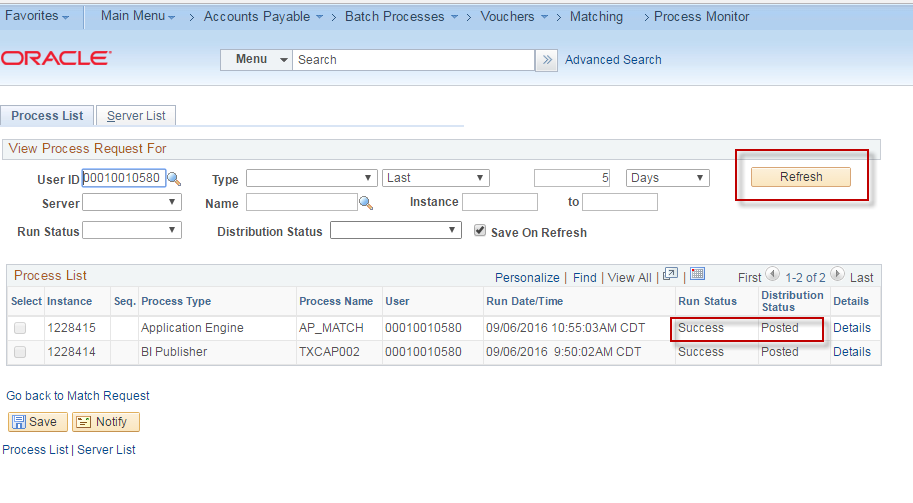 Favorites Main Menu Accounts Payable Batch Processes Vouchers Matching Process Monitor
ORACLE
Menu Search Advanced Search
Process List Server List
View Process Request For
User ID 00010010580 Type Last 5 Days Refresh
Server Name Instance to
Run Status Distribution Status Save On Refresh
Process List Personalize | Find | View All | | First 1-2 of 2 Last
Select Instance Seq. Process Type Process Name User Run Date/Time Run Status Distribution Status Details
1228415 Application Engine AP_MATCH 00010010580 09/06/2016 10:55:03AM CDT Success Posted Details
1228414 BI Publisher TXCAP002 00010010580 09/06/2016 9:50:02AM CDT Success Posted Details
Go back to Match Request
Save Notify
Process List | Server List